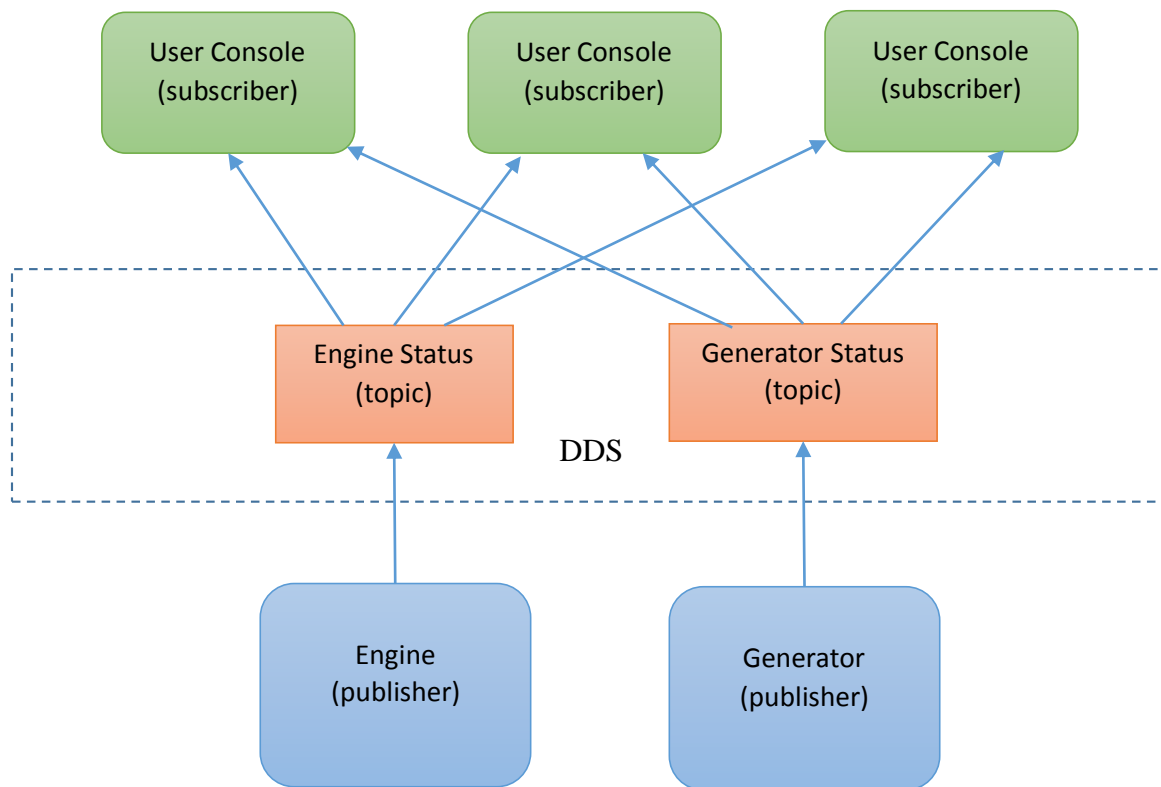 User Console
(subscriber)
User Console
(subscriber)
User Console
(subscriber)
Engine Status
(topic)
Generator Status
(topic)
DDS
Engine
(publisher)
Generator
(publisher)